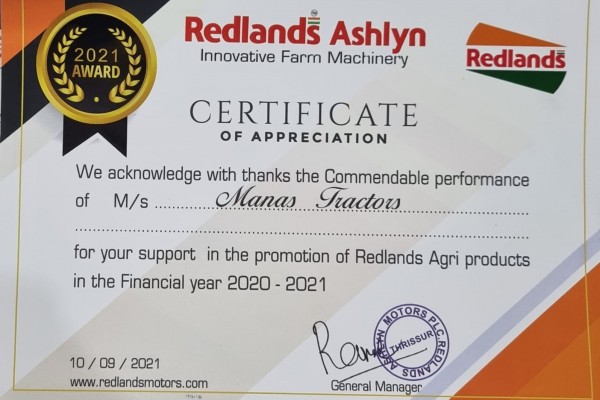 2021
AWARD
Redlands Ashlyn
Innovative Farm Machinery
Redlands
CERTIFICATE
OF APPRECIATION
We acknowledge with thanks the Commendable performance
of M/s ........ Manas Tractors ........
for your support in the promotion of Redlands Agri products
in the Financial year 2020 - 2021
10 / 09 / 2021
www.redlandsmotors.com
General Manager
REDLANDS ASHLYN MOTORS PLC
THRISSUR